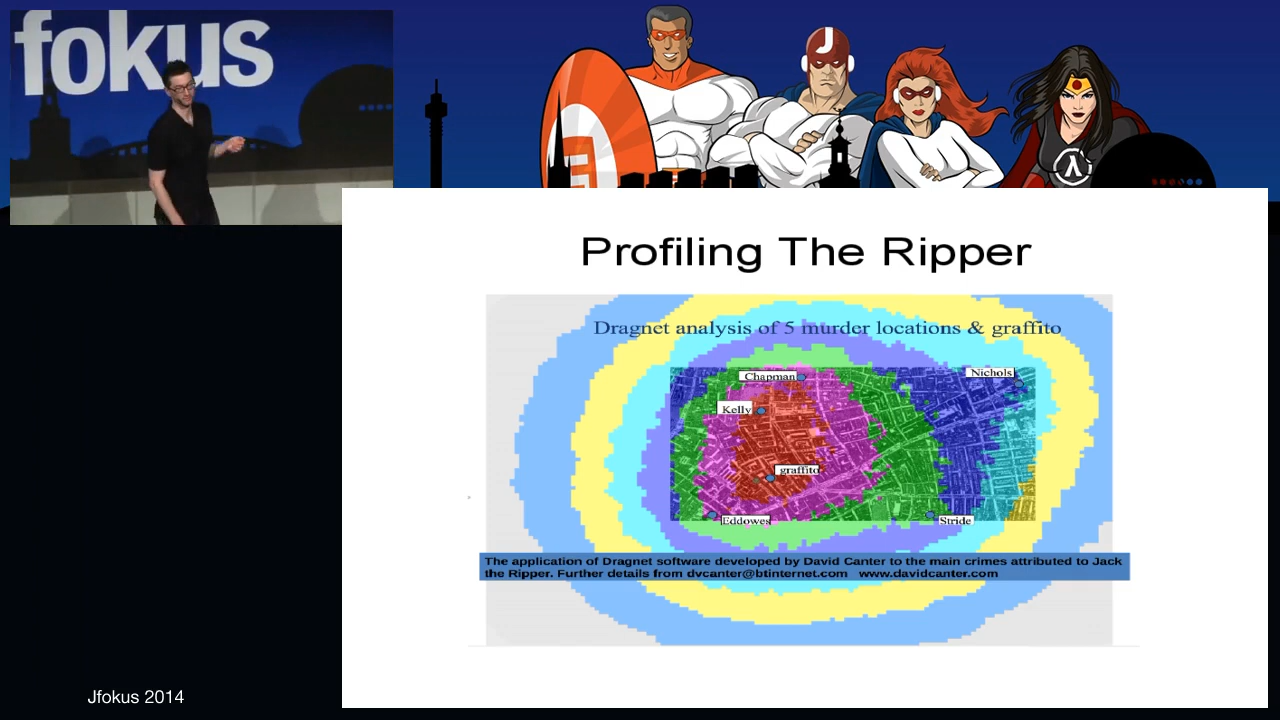 fokus
J
Profiling The Ripper
Dragnet analysis of 5 murder locations & graffito
Chapman
Nichols
Kelly
graffito
Eddowes
Stride
The application of Dragnet software developed by David Canter to the main crimes attributed to Jack
the Ripper. Further details from dvcanter@btinternet.com www.davidcanter.com
Jfokus 2014